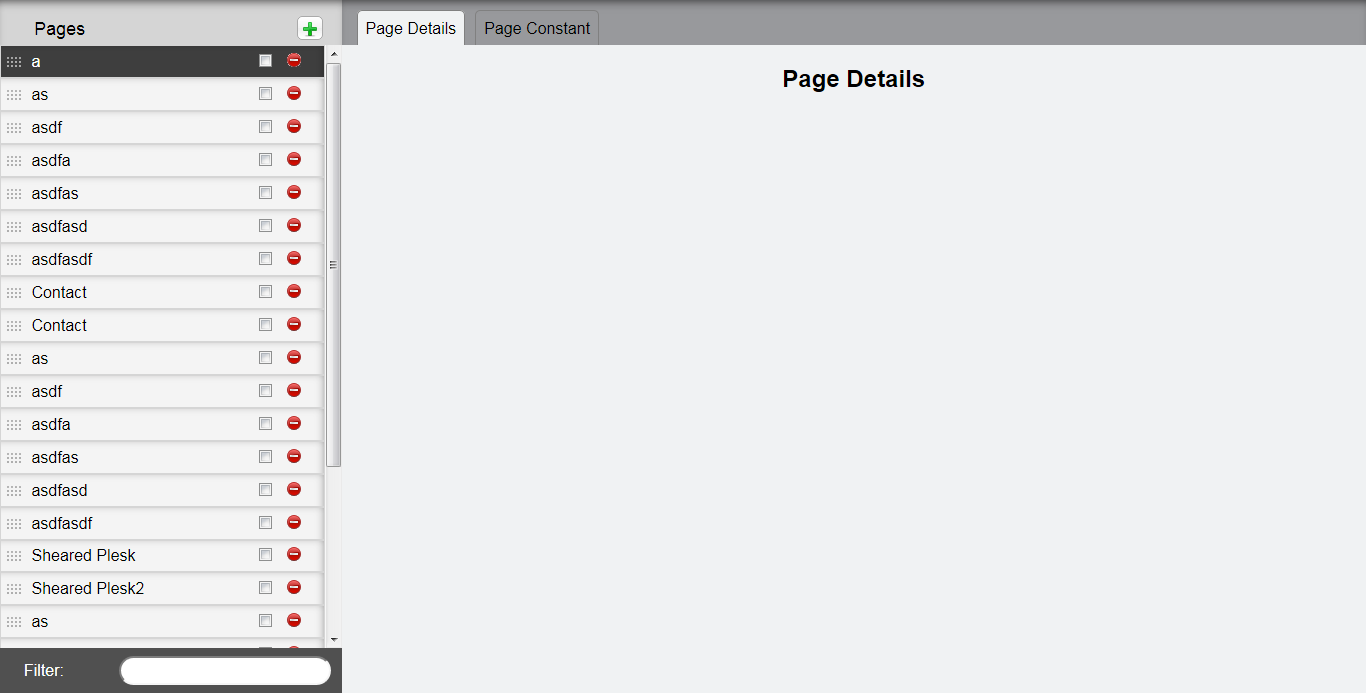 Pages
Page Details
Page Constant
a
as
asdf
asdfa
asdfas
asdfasd
asdfasdf
Contact
Contact
as
asdf
asdfa
asdfas
asdfasd
asdfasdf
Sheared Plesk
Sheared Plesk2
as
Filter:
Page Details